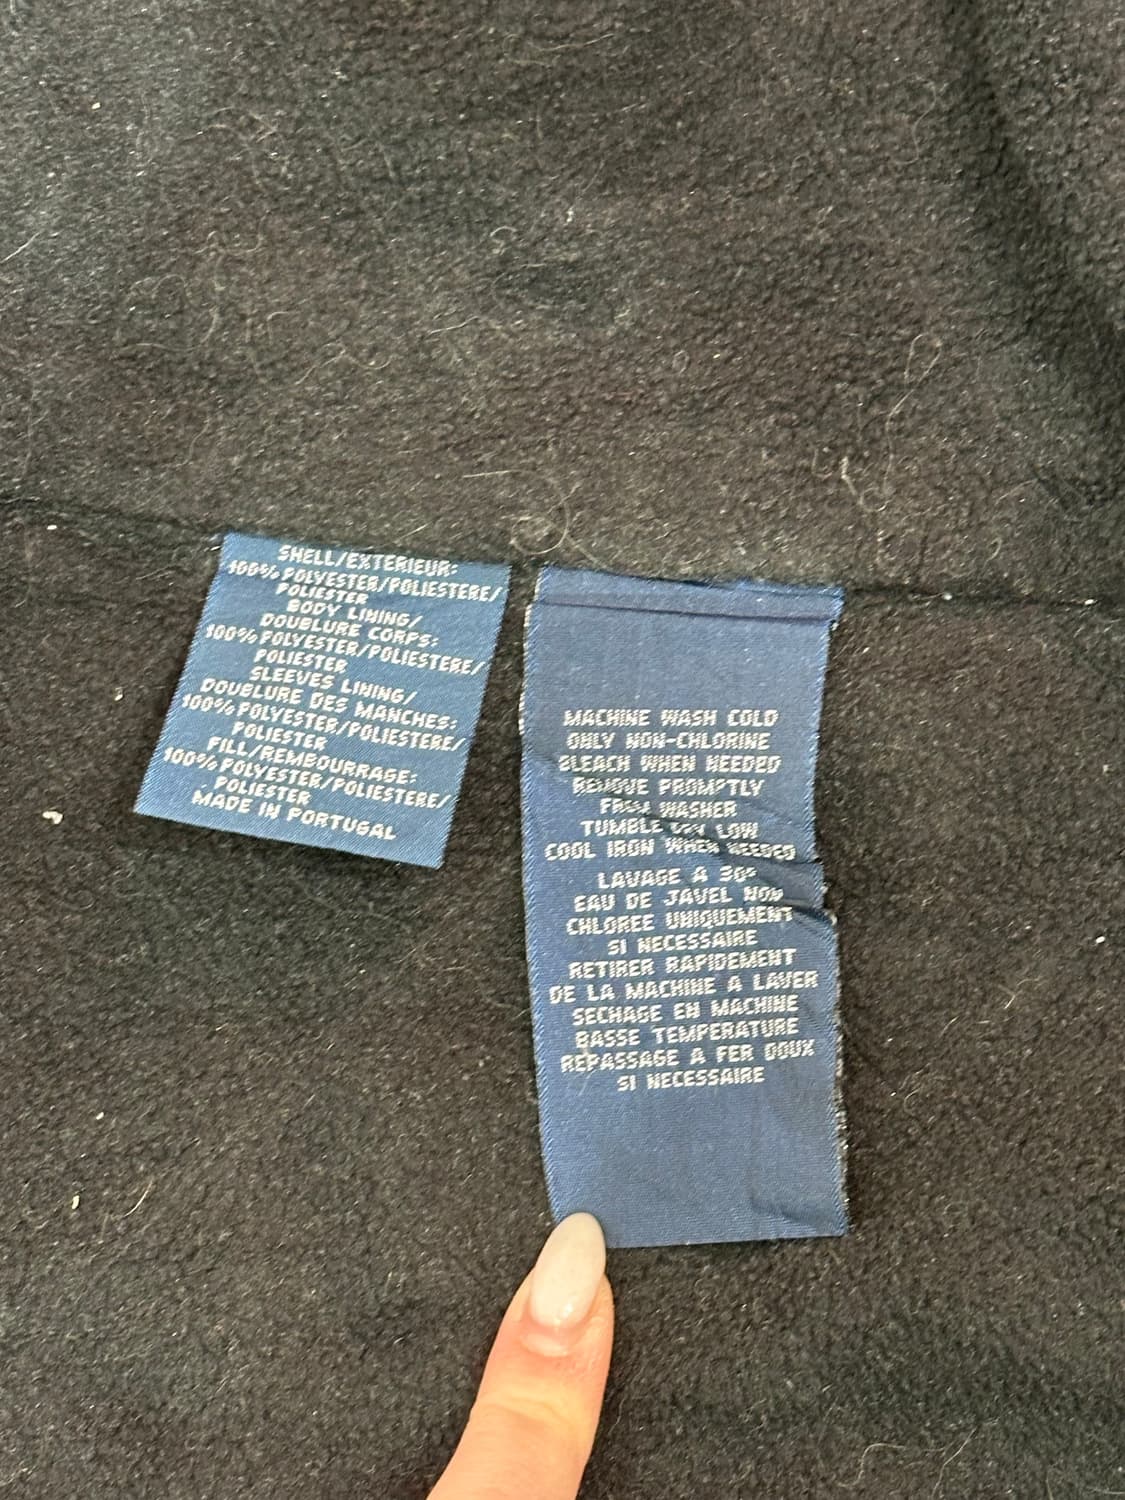 SHELL/EXTERIEUR:
100% POLYESTER/POLIESTERE/
POLIESTER
BODY LINING/
DOUBLURE CORPS:
100% POLYESTER/POLIESTERE/
POLIESTER
SLEEVES LINING/
DOUBLURE DES MANCHES:
100% POLYESTER/POLIESTERE/
POLIESTER
FILL/REMBOURRAGE:
100% POLYESTER/POLIESTERE/
POLIESTER
MADE IN PORTUGAL
MACHINE WASH COLD
ONLY NON-CHLORINE
BLEACH WHEN NEEDED
REMOVE PROMPTLY
FROM WASHER
TUMBLE DRY LOW
COOL IRON WHEN NEEDED
LAVAGE A 30°
EAU DE JAVEL NON
CHLOREE UNIQUEMENT
SI NECESSAIRE
RETIRER RAPIDEMENT
DE LA MACHINE A LAVER
SECHAGE EN MACHINE
BASSE TEMPERATURE
REPASSAGE A FER DOUX
SI NECESSAIRE